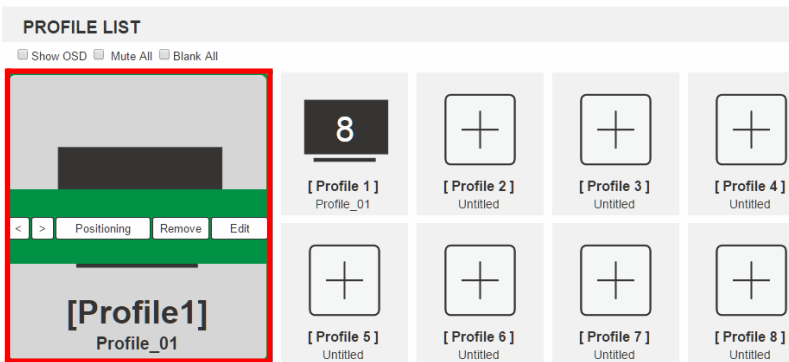 PROFILE LIST
Show OSD Mute All Blank All
< > Positioning Remove Edit
[Profile1]
Profile_01
8
[ Profile 1 ] [ Profile 2 ] [ Profile 3 ] [ Profile 4 ]
Profile_01 Untitled Untitled Untitled
[ Profile 5 ] [ Profile 6 ] [ Profile 7 ] [ Profile 8 ]
Untitled Untitled Untitled Untitled